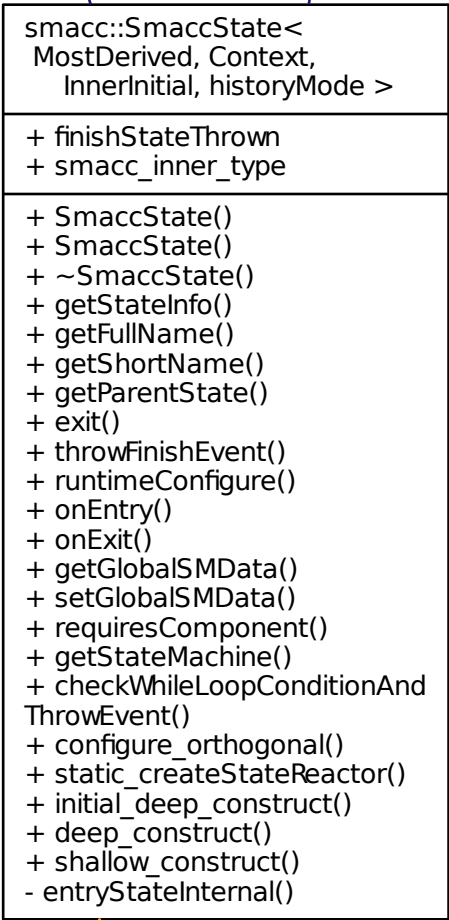 smacc::SmaccState<
MostDerived, Context,
InnerInitial, historyMode >
+ finishStateThrown
+ smacc_inner_type
+ SmaccState()
+ SmaccState()
+ ~SmaccState()
+ getStateInfo()
+ getFullName()
+ getShortName()
+ getParentState()
+ exit()
+ throwFinishEvent()
+ runtimeConfigure()
+ onEntry()
+ onExit()
+ getGlobalSMData()
+ setGlobalSMData()
+ requiresComponent()
+ getStateMachine()
+ checkWhileLoopConditionAnd
ThrowEvent()
+ configure_orthogonal()
+ static_createStateReactor()
+ initial_deep_construct()
+ deep_construct()
+ shallow_construct()
- entryStateInternal()